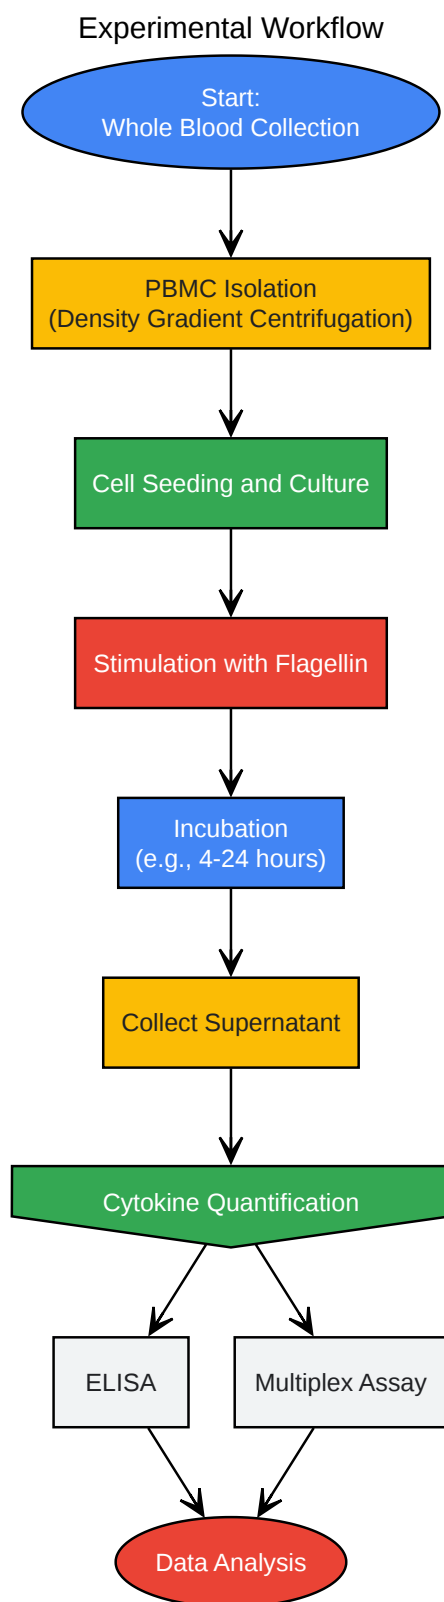 Experimental Workflow
Start:
Whole Blood Collection
PBMC Isolation
(Density Gradient Centrifugation)
Cell Seeding and Culture
Stimulation with Flagellin
Incubation
(e.g., 4-24 hours)
Collect Supernatant
Cytokine Quantification
ELISA
Multiplex Assay
Data Analysis